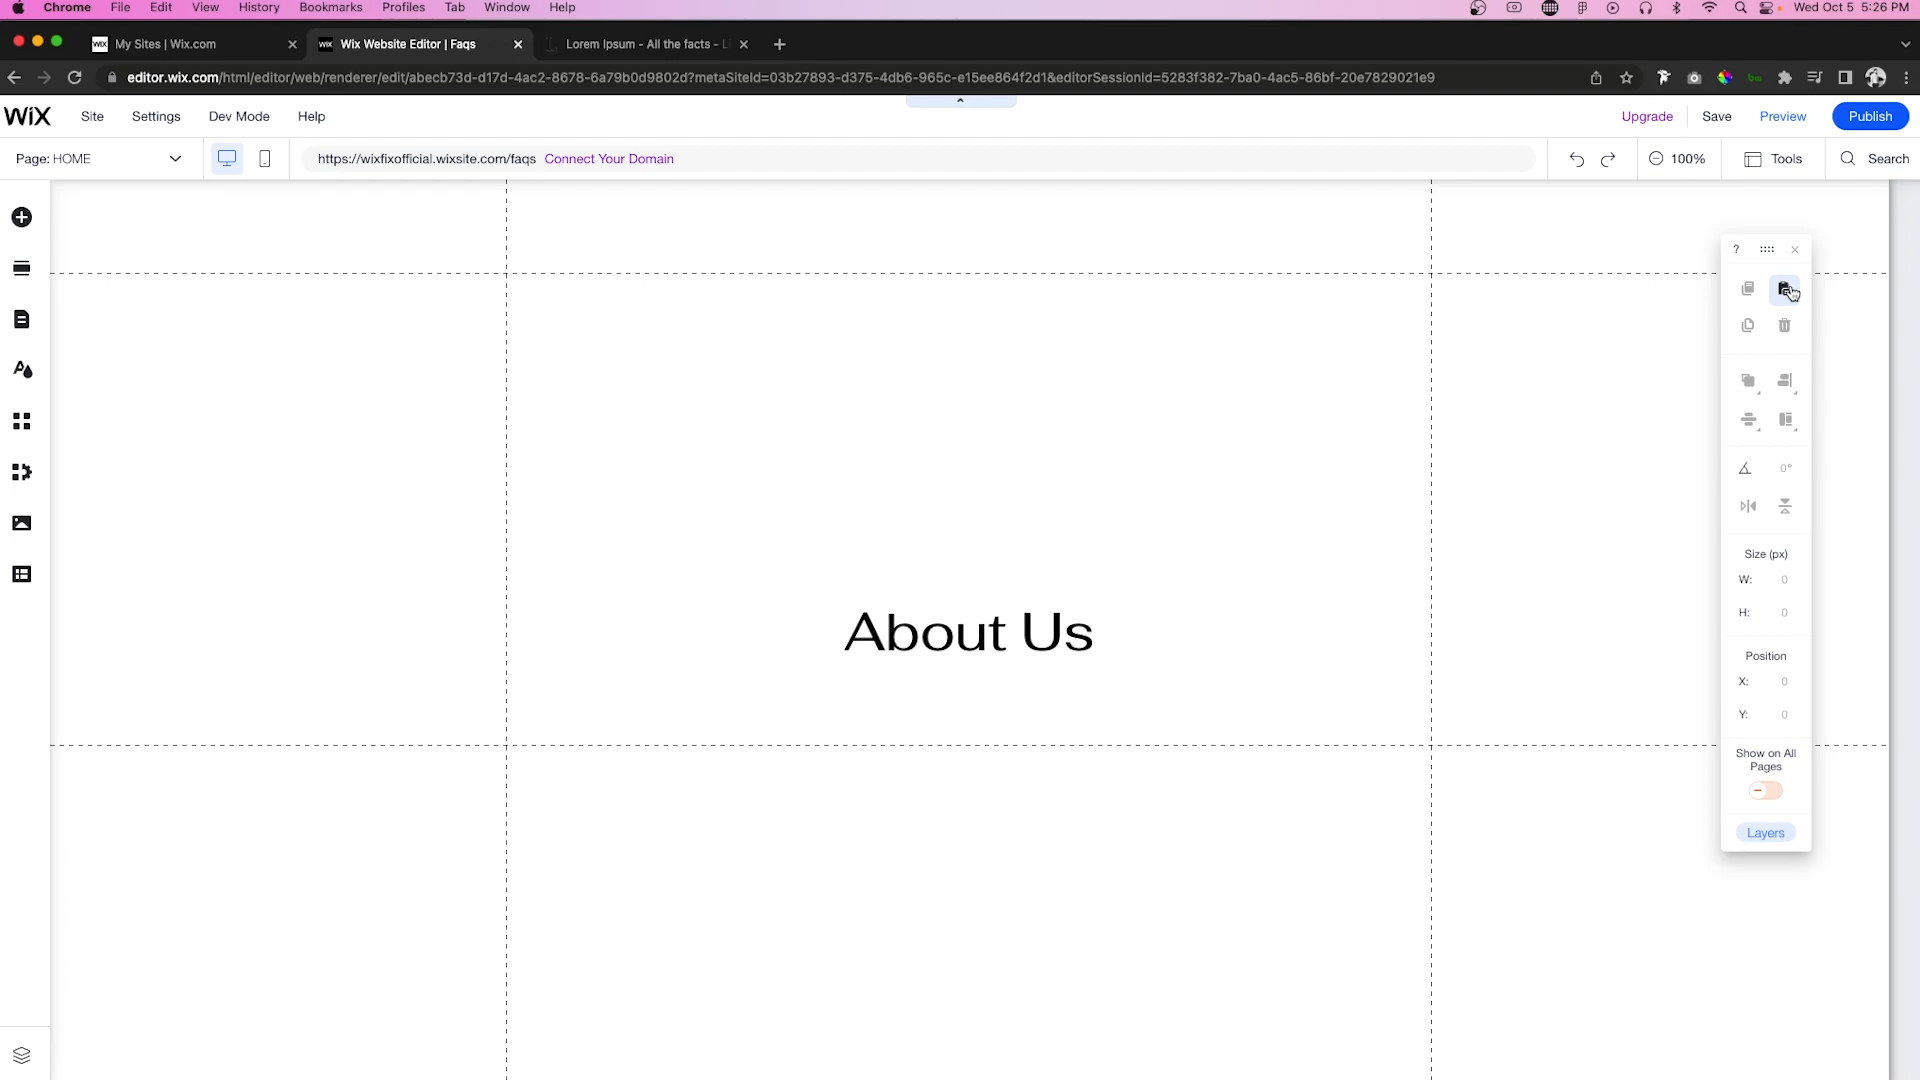 Chrome File Edit View History Bookmarks Profiles Tab Window Help Wed Oct 5 5:26 PM
WIX My Sites | Wix.com WIX Wix Website Editor | Faqs Lorem Ipsum - All the facts -
editor.wix.com/html/editor/web/renderer/edit/abecb73d-d17d-4ac2-8678-6a79b0d9802d?metaSiteId=03b27893-d375-4db6-965c-e15ee864f2d1&editorSessionId=5283f382-7ba0-4ac5-86bf-20e7829021e9
WiX Site Settings Dev Mode Help Upgrade Save Preview Publish
Page: HOME https://wixfixofficial.wixsite.com/faqs Connect Your Domain 100% Tools Search
?
0°
Size (px)
W: 0
H: 0
About Us
Position
X: 0
Y: 0
Show on All
Pages
Layers